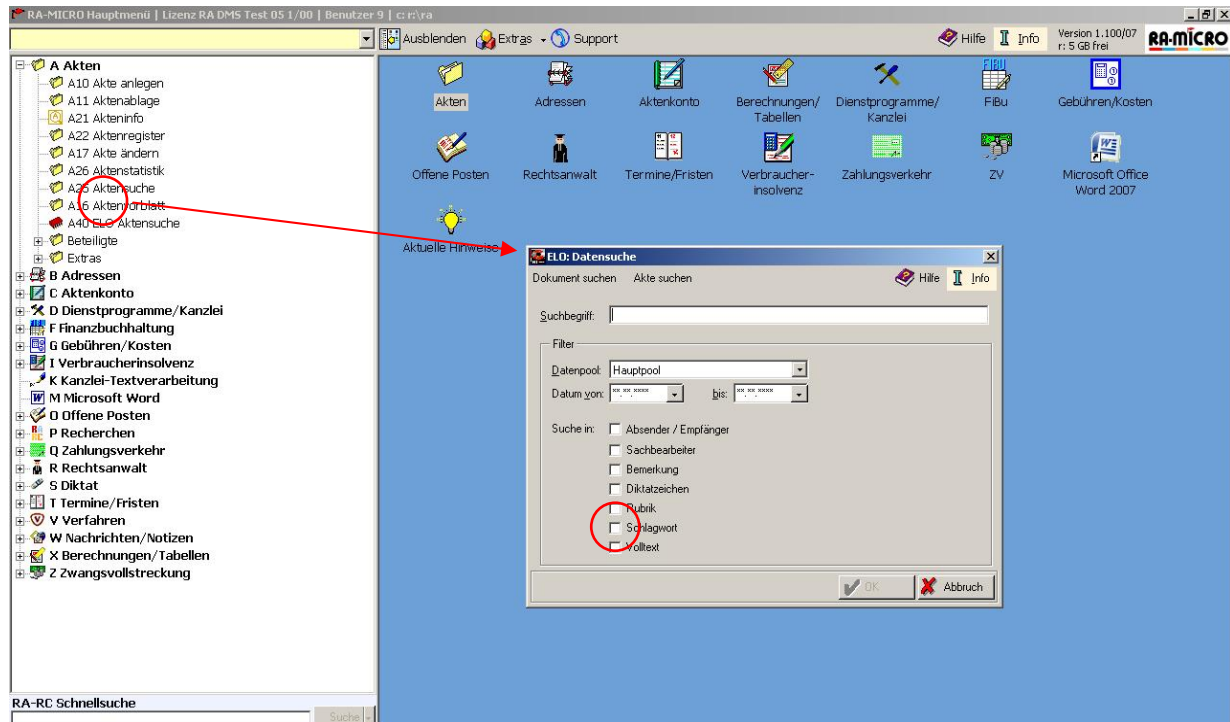 RA-MICRO Hauptmenü | Lizenz RA DMS Test 05 1/00 | Benutzer 9 | c: r:\ra
Ausblenden Extras Support Hilfe Info Version 1.100/07 RA-MICRO
r: 5 GB frei
A Akten
A10 Akte anlegen
A11 Aktenablage
A21 Akteninfo
A22 Aktenregister
A17 Akte ändern
A26 Aktenstatistik
A25 Aktensuche
A16 Aktenvorblatt
A40 ELO Aktensuche
Beteiligte
Extras
B Adressen
C Aktenkonto
D Dienstprogramme/Kanzlei
F Finanzbuchhaltung
G Gebühren/Kosten
I Verbraucherinsolvenz
K Kanzlei-Textverarbeitung
M Microsoft Word
O Offene Posten
P Recherchen
Q Zahlungsverkehr
R Rechtsanwalt
S Diktat
T Termine/Fristen
V Verfahren
W Nachrichten/Notizen
X Berechnungen/Tabellen
Z Zwangsvollstreckung
RA-RC Schnellsuche
Suche
FIBU
Akten Adressen Aktenkonto Berechnungen/ Dienstprogramme/ FiBu Gebühren/Kosten
Tabellen Kanzlei
Offene Posten Rechtsanwalt Termine/Fristen Verbraucher- Zahlungsverkehr ZV Microsoft Office
insolvenz Word 2007
Aktuelle Hinweise
ELO: Datensuche
Dokument suchen Akte suchen Hilfe Info
Suchbegriff:
Filter
Datenpool: Hauptpool
Datum von: xx.xx.xxxx bis: xx.xx.xxxx
Suche in: Absender / Empfänger
Sachbearbeiter
Bemerkung
Diktatzeichen
Rubrik
Schlagwort
Volltext
OK Abbruch